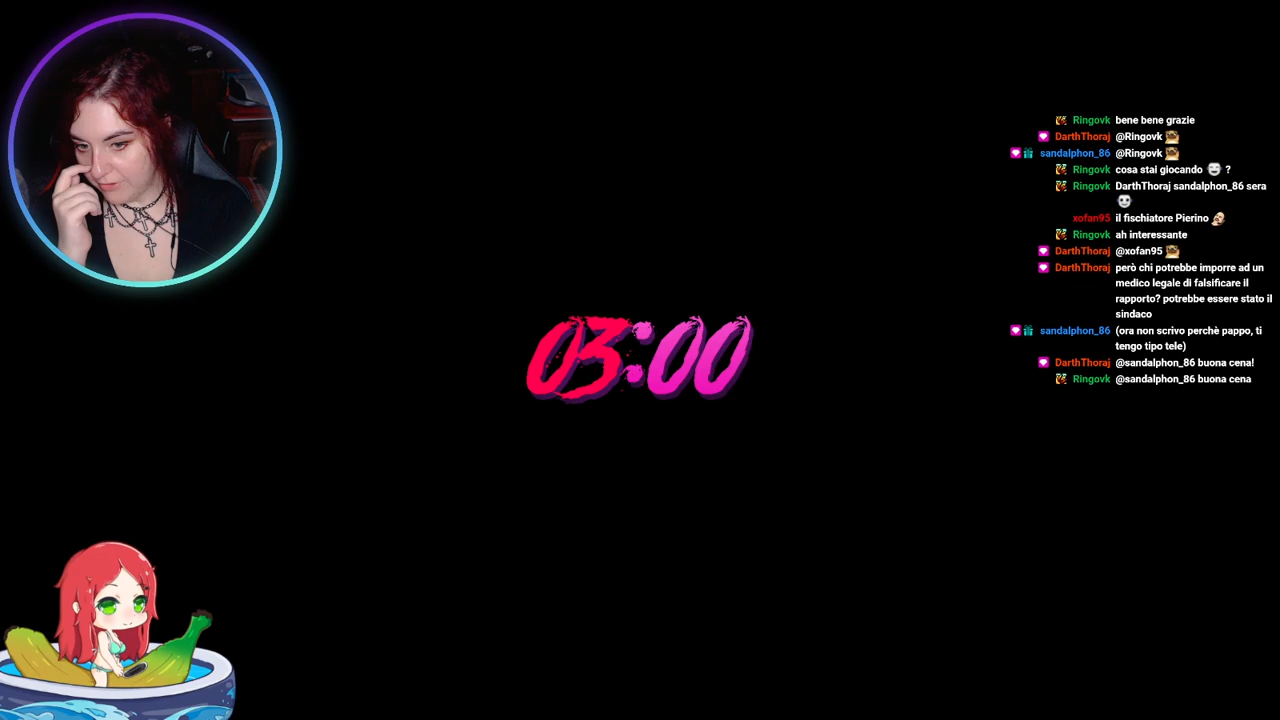 Ringovk bene bene grazie
DarthThoraj @Ringovk
sandalphon_86 @Ringovk
Ringovk cosa stai giocando ?
Ringovk DarthThoraj sandalphon_86 sera
xofan95 il fischiatore Pierino
Ringovk ah interessante
DarthThoraj @xofan95
DarthThoraj però chi potrebbe imporre ad un
medico legale di falsificare il
rapporto? potrebbe essere stato il
sindaco
sandalphon_86 (ora non scrivo perchè pappo, ti
tengo tipo tele)
DarthThoraj @sandalphon_86 buona cena!
Ringovk @sandalphon_86 buona cena
03:00